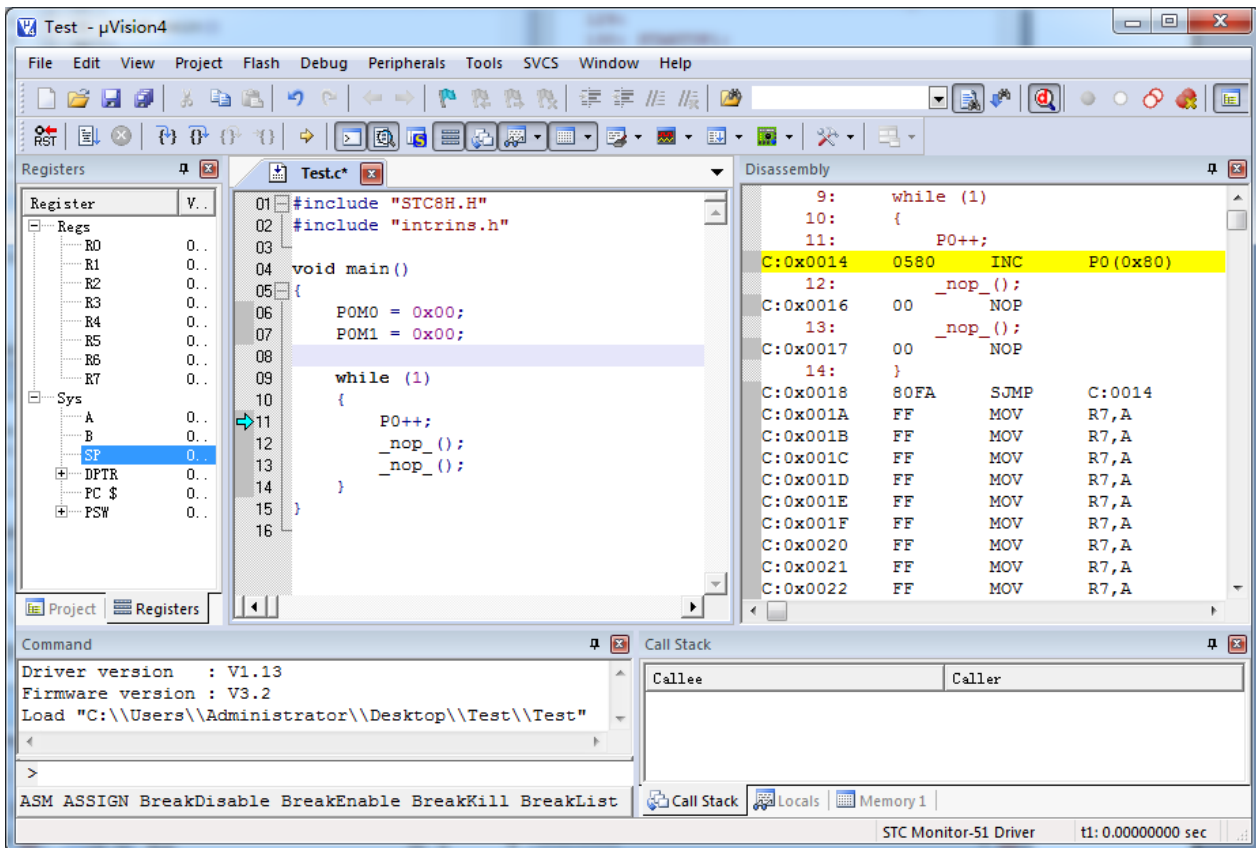 Test - µVision4
File Edit View Project Flash Debug Peripherals Tools SVCS Window Help
RST
Registers
Register V..
Regs
R0 0..
R1 0..
R2 0..
R3 0..
R4 0..
R5 0..
R6 0..
R7 0..
Sys
A 0..
B 0..
SP 0..
DPTR 0..
PC $ 0..
PSW 0..
Project Registers
Test.c*
01 #include "STC8H.H"
02 #include "intrins.h"
03
04 void main()
05 {
06 P0M0 = 0x00;
07 P0M1 = 0x00;
08
09 while (1)
10 {
11 P0++;
12 _nop_();
13 _nop_();
14 }
15 }
16
Disassembly
9: while (1)
10: {
11: P0++;
C:0x0014 0580 INC P0(0x80)
12: _nop_();
C:0x0016 00 NOP
13: _nop_();
C:0x0017 00 NOP
14: }
C:0x0018 80FA SJMP C:0014
C:0x001A FF MOV R7,A
C:0x001B FF MOV R7,A
C:0x001C FF MOV R7,A
C:0x001D FF MOV R7,A
C:0x001E FF MOV R7,A
C:0x001F FF MOV R7,A
C:0x0020 FF MOV R7,A
C:0x0021 FF MOV R7,A
C:0x0022 FF MOV R7,A
Command
Driver version : V1.13
Firmware version : V3.2
Load "C:\\Users\\Administrator\\Desktop\\Test\\Test"
>
ASM ASSIGN BreakDisable BreakEnable BreakKill BreakList
Call Stack
Callee Caller
Call Stack Locals Memory 1
STC Monitor-51 Driver t1: 0.00000000 sec